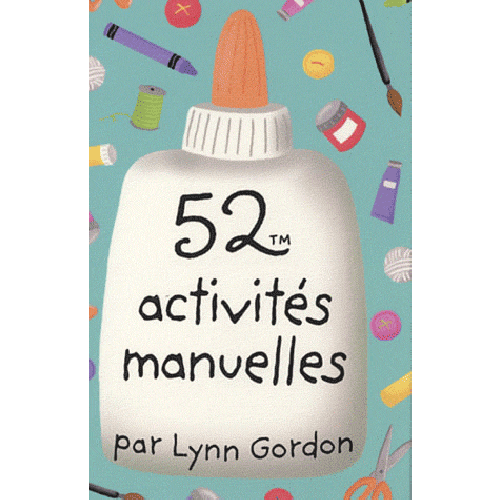 52™
activités
manuelles
par Lynn Gordon